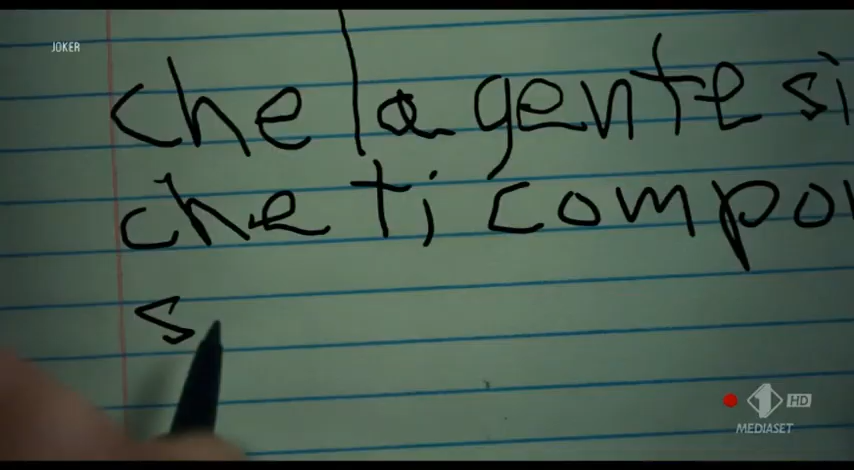 JOKER
che la gente si
che ti compo
s
HD
MEDIASET